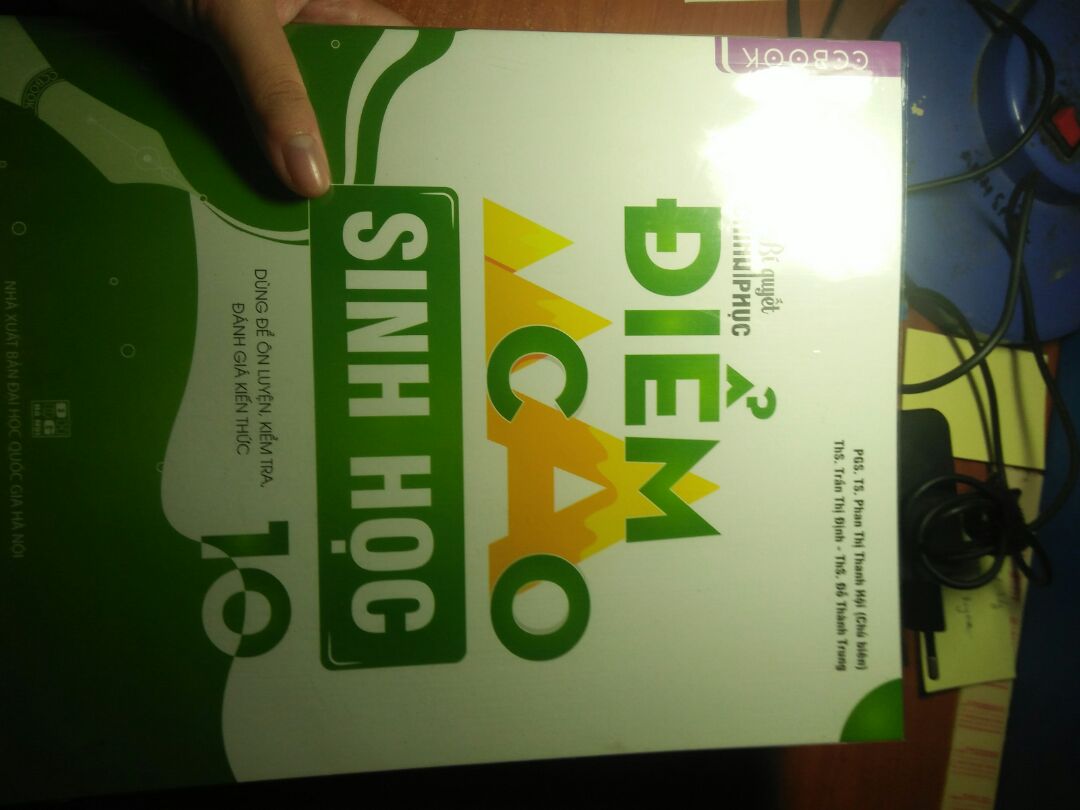 CCBOOK
PGS. TS. Phan Thị Thanh Hội (Chủ biên)
ThS. Trần Thị Định - ThS. Đỗ Thành Trung
Bí quyết
CHINH PHỤC
ĐIỂM
CAO
SINH HỌC
DÙNG ĐỂ ÔN LUYỆN, KIỂM TRA,
ĐÁNH GIÁ KIẾN THỨC
10
CCBOOK
NHÀ XUẤT BẢN ĐẠI HỌC QUỐC GIA HÀ NỘI